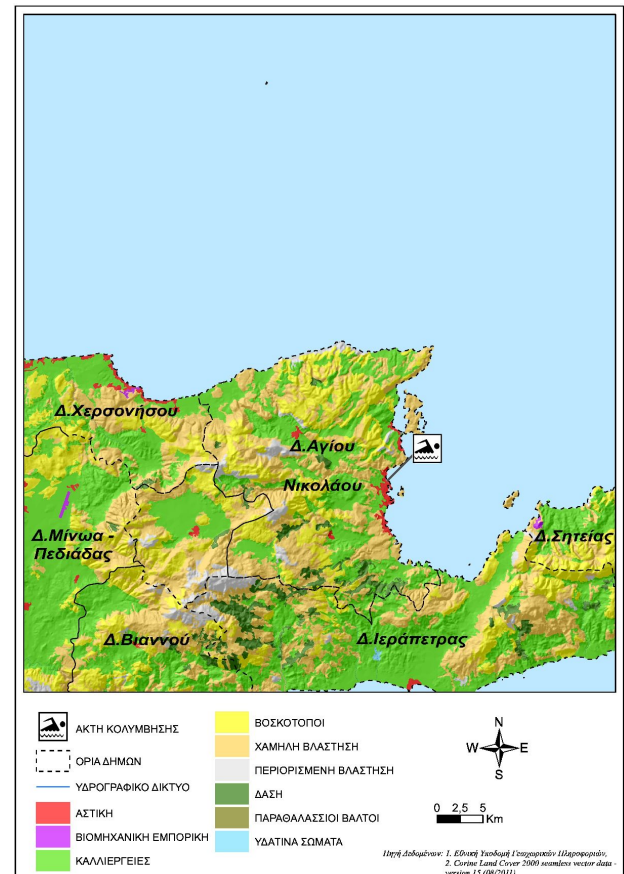 Δ.Χερσονήσου
Δ.Αγίου
Νικολάου
Δ.Μίνωα -
Πεδιάδας
Δ.Σητείας
Δ.Βιαννού
Δ.Ιεράπετρας
ΑΚΤΗ ΚΟΛΥΜΒΗΣΗΣ
ΟΡΙΑ ΔΗΜΩΝ
ΥΔΡΟΓΡΑΦΙΚΟ ΔΙΚΤΥΟ
ΑΣΤΙΚΗ
ΒΙΟΜΗΧΑΝΙΚΗ ΕΜΠΟΡΙΚΗ
ΚΑΛΛΙΕΡΓΕΙΕΣ
ΒΟΣΚΟΤΟΠΟΙ
ΧΑΜΗΛΗ ΒΛΑΣΤΗΣΗ
ΠΕΡΙΟΡΙΣΜΕΝΗ ΒΛΑΣΤΗΣΗ
ΔΑΣΗ
ΠΑΡΑΘΑΛΑΣΣΙΟΙ ΒΑΛΤΟΙ
ΥΔΑΤΙΝΑ ΣΩΜΑΤΑ
N
W E
S
0 2,5 5
Km
Πηγή Δεδομένων: 1. Εθνική Υποδομή Γεωχωρικών Πληροφοριών,
2. Corine Land Cover 2000 seamless vector data -
version 15 (08/2011)